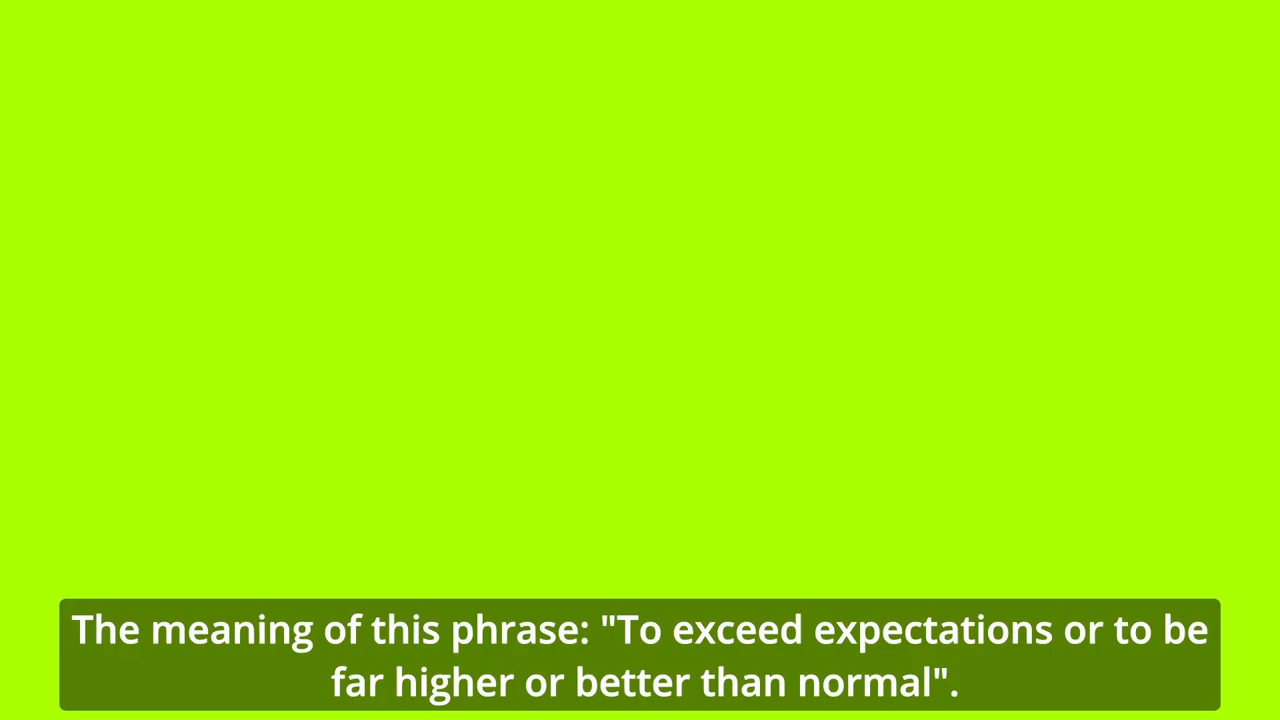 The meaning of this phrase: "To exceed expectations or to be
far higher or better than normal".